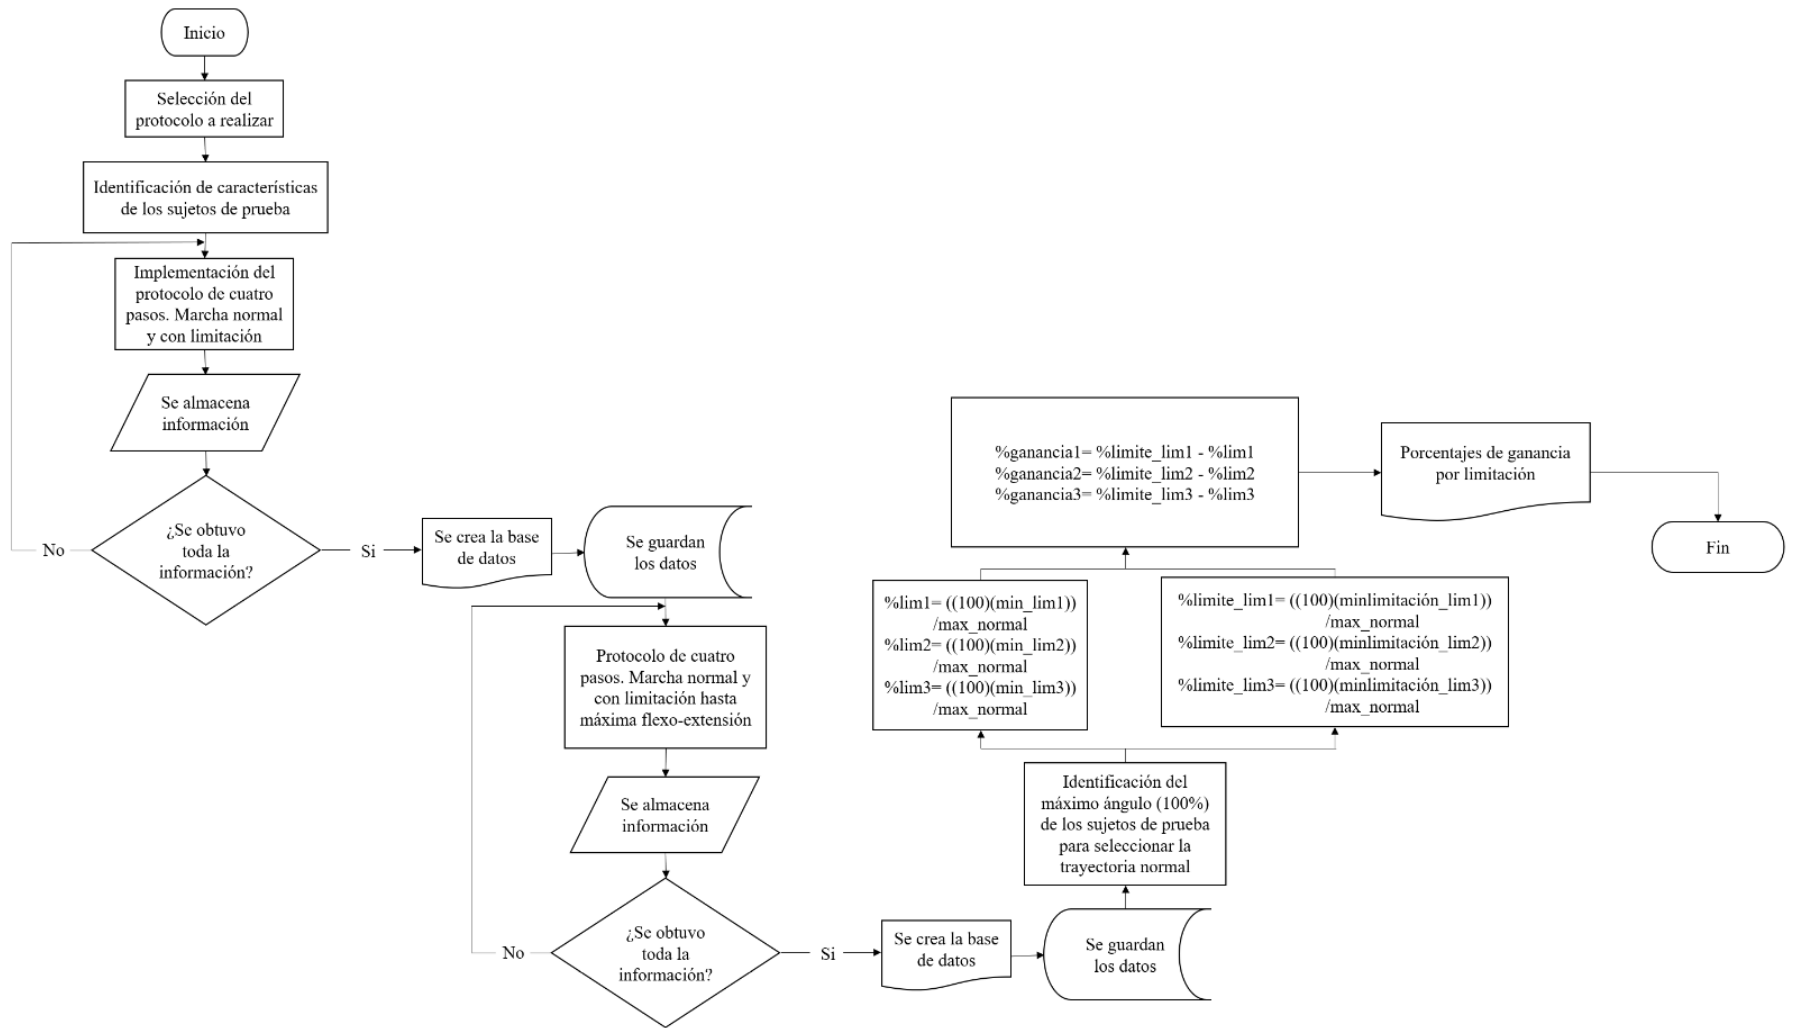 Inicio
Selección del
protocolo a realizar
Identificación de características
de los sujetos de prueba
Implementación del
protocolo de cuatro
pasos. Marcha normal
y con limitación
Se almacena
información
¿Se obtuvo
toda la
información?
No
Si
Se crea la base
de datos
Se guardan
los datos
Protocolo de cuatro
pasos. Marcha normal y
con limitación hasta
máxima flexo-extensión
Se almacena
información
¿Se obtuvo
toda la
información?
No
Si
Se crea la base
de datos
Se guardan
los datos
Identificación del
máximo ángulo (100%)
de los sujetos de prueba
para seleccionar la
trayectoria normal
%lim1= ((100)(min_lim1))
/max_normal
%lim2= ((100)(min_lim2))
/max_normal
%lim3= ((100)(min_lim3))
/max_normal
%limite_lim1= ((100)(minlimitación_lim1))
/max_normal
%limite_lim2= ((100)(minlimitación_lim2))
/max_normal
%limite_lim3= ((100)(minlimitación_lim3))
/max_normal
%ganancia1= %limite_lim1 - %lim1
%ganancia2= %limite_lim2 - %lim2
%ganancia3= %limite_lim3 - %lim3
Porcentajes de ganancia
por limitación
Fin